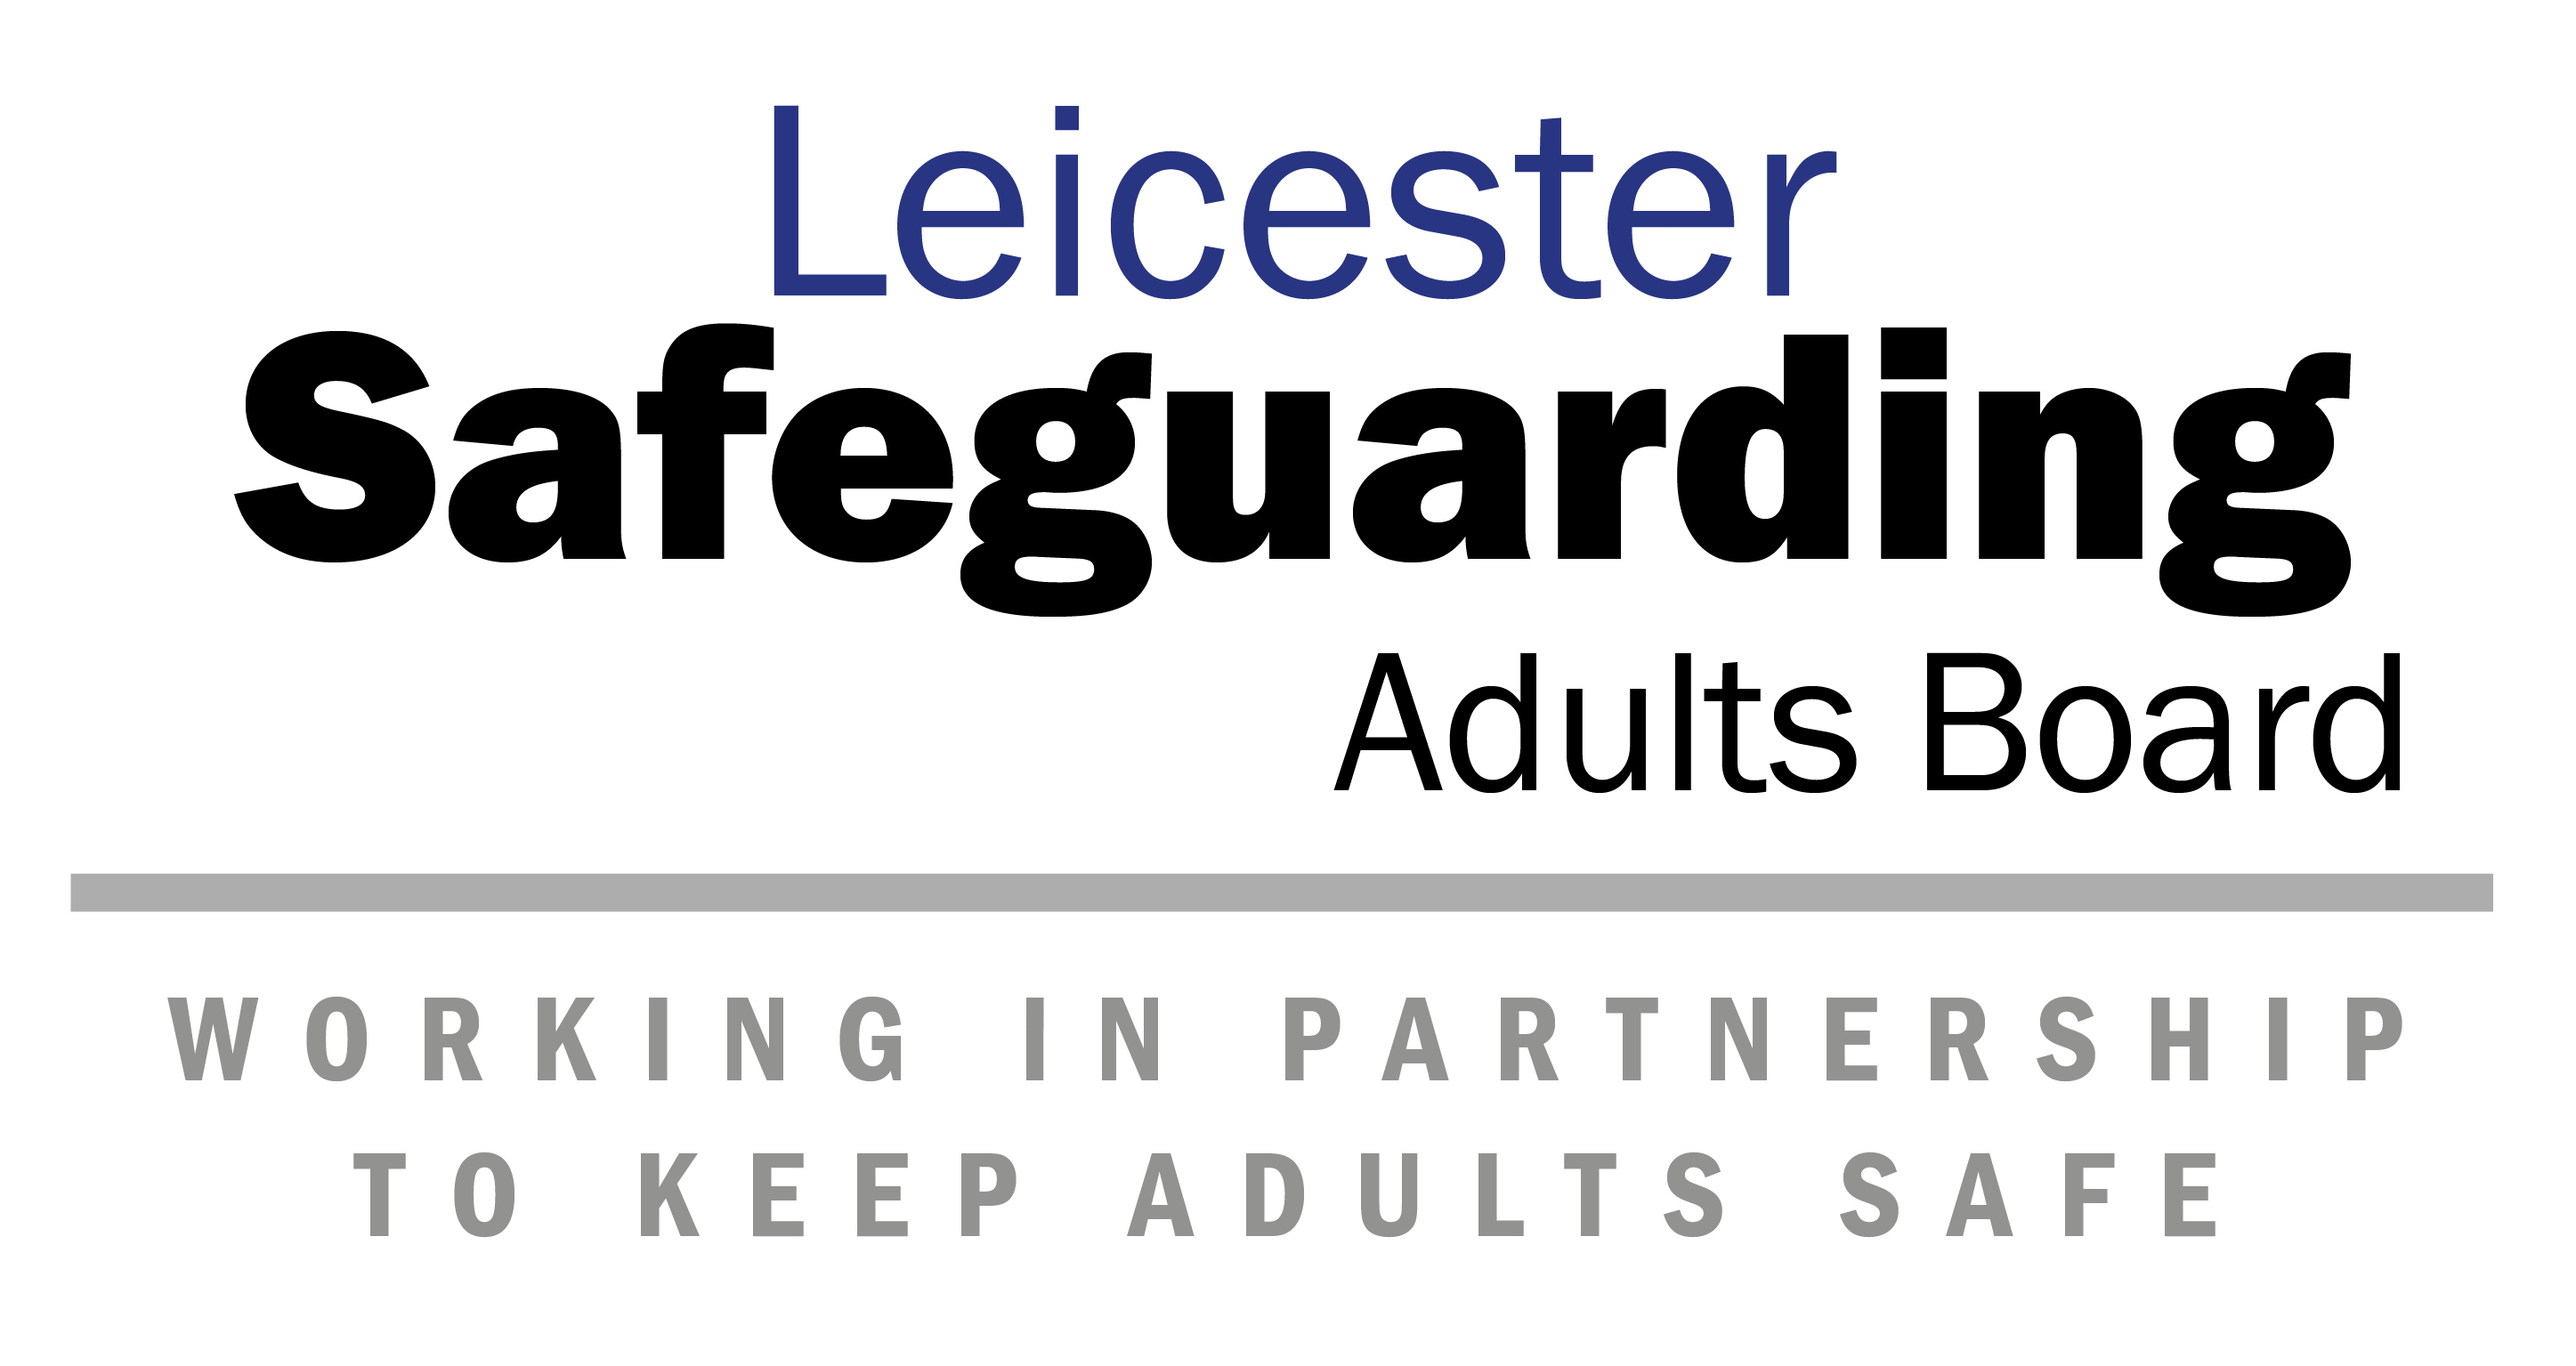 Leicester
Safeguarding
Adults Board
WORKING IN PARTNERSHIP
TO KEEP ADULTS SAFE